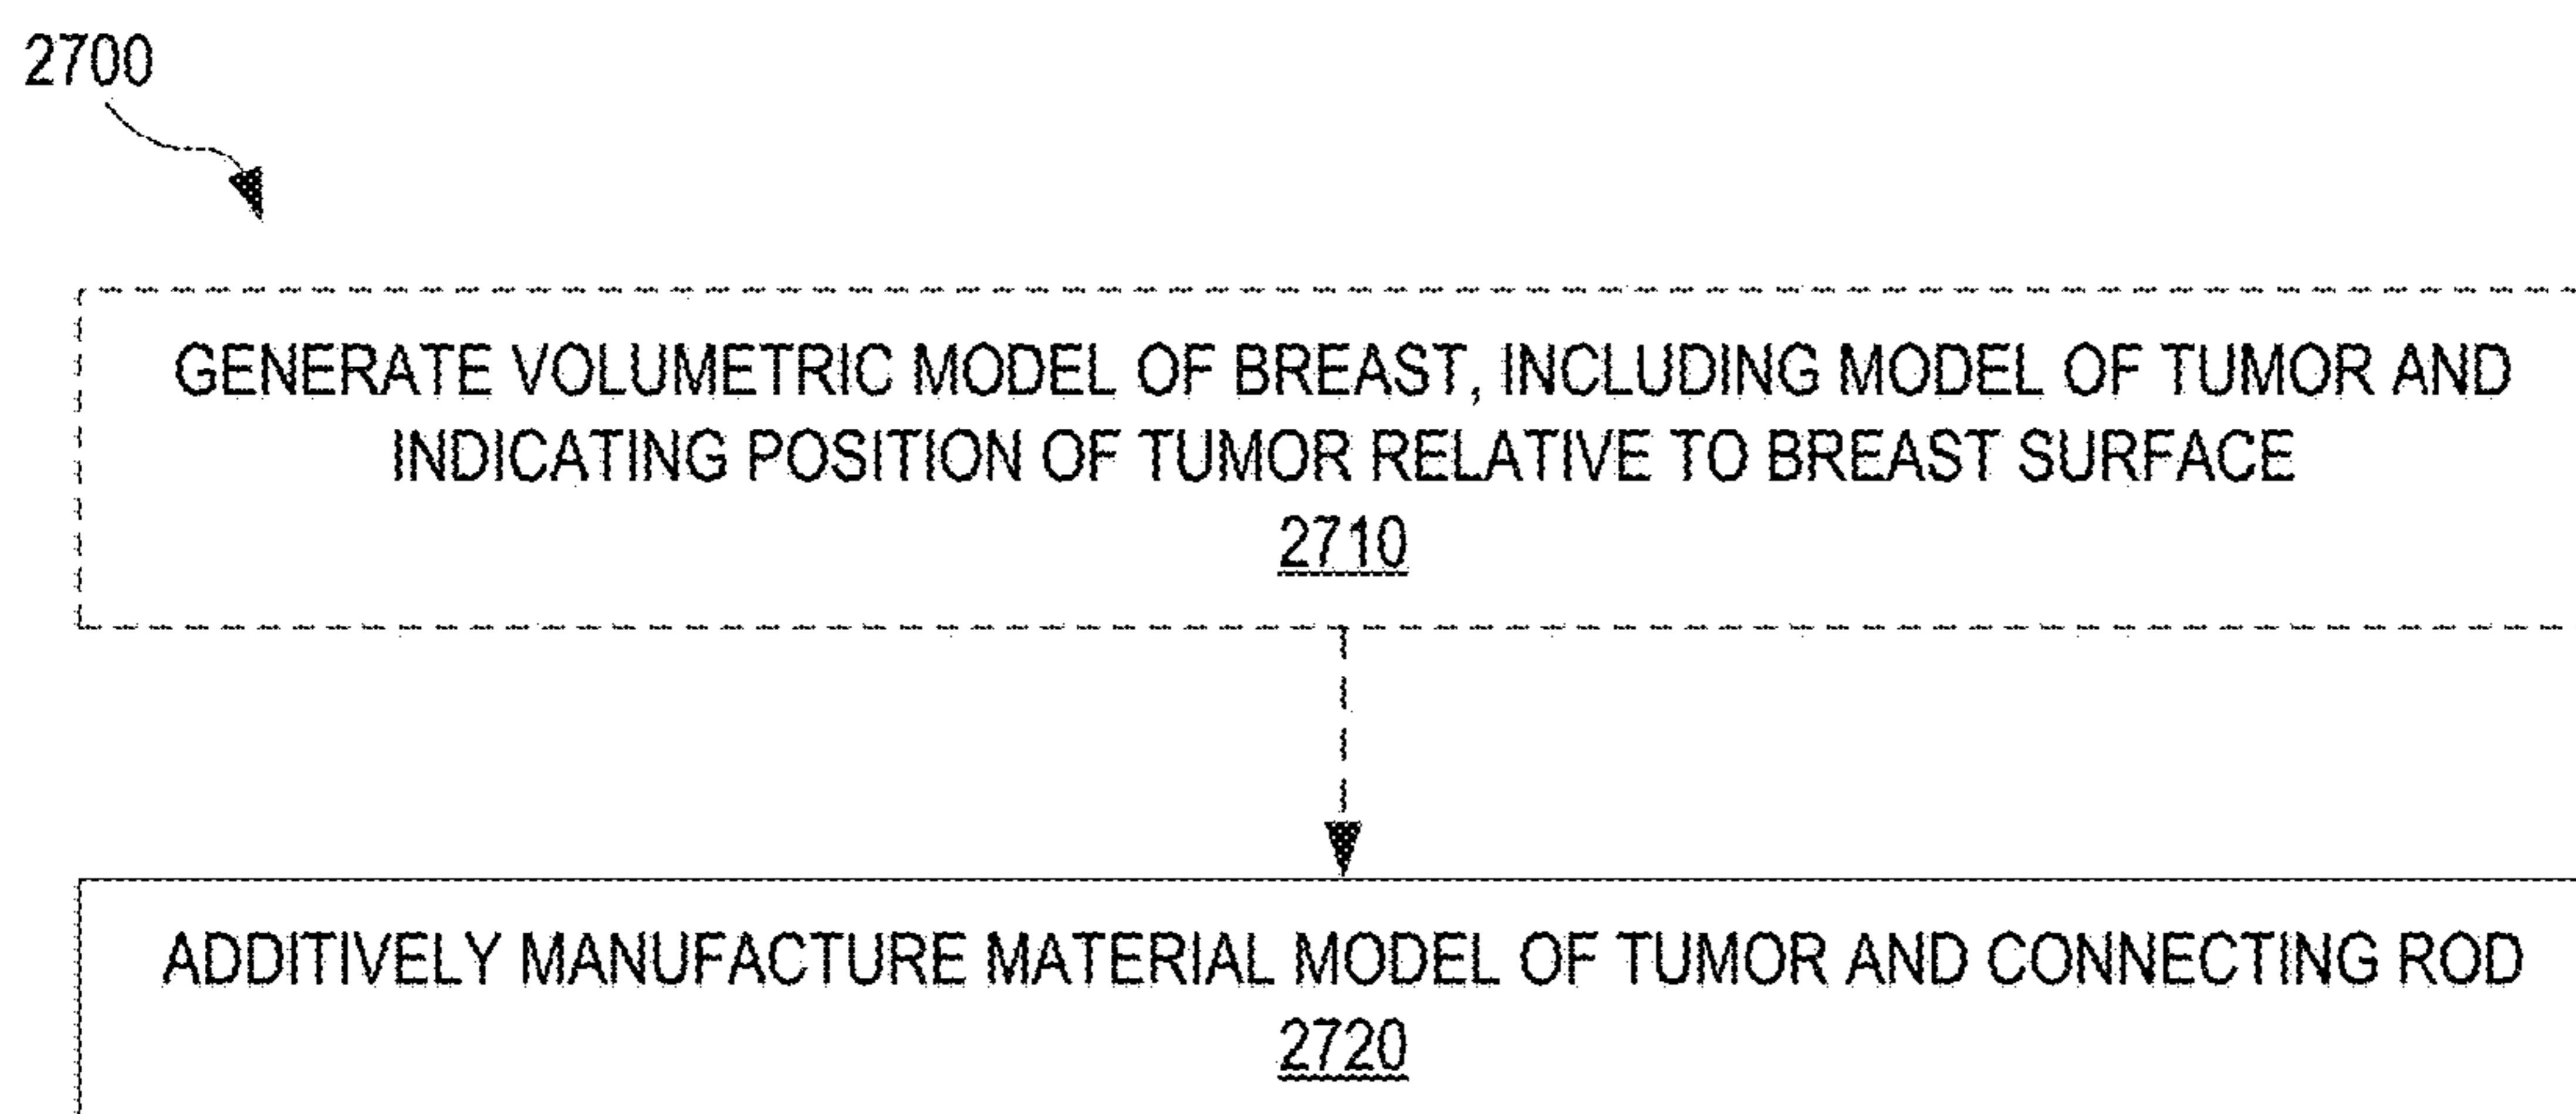 2700
GENERATE VOLUMETRIC MODEL OF BREAST, INCLUDING MODEL OF TUMOR AND
INDICATING POSITION OF TUMOR RELATIVE TO BREAST SURFACE
2710
ADDITIVELY MANUFACTURE MATERIAL MODEL OF TUMOR AND CONNECTING ROD
2720